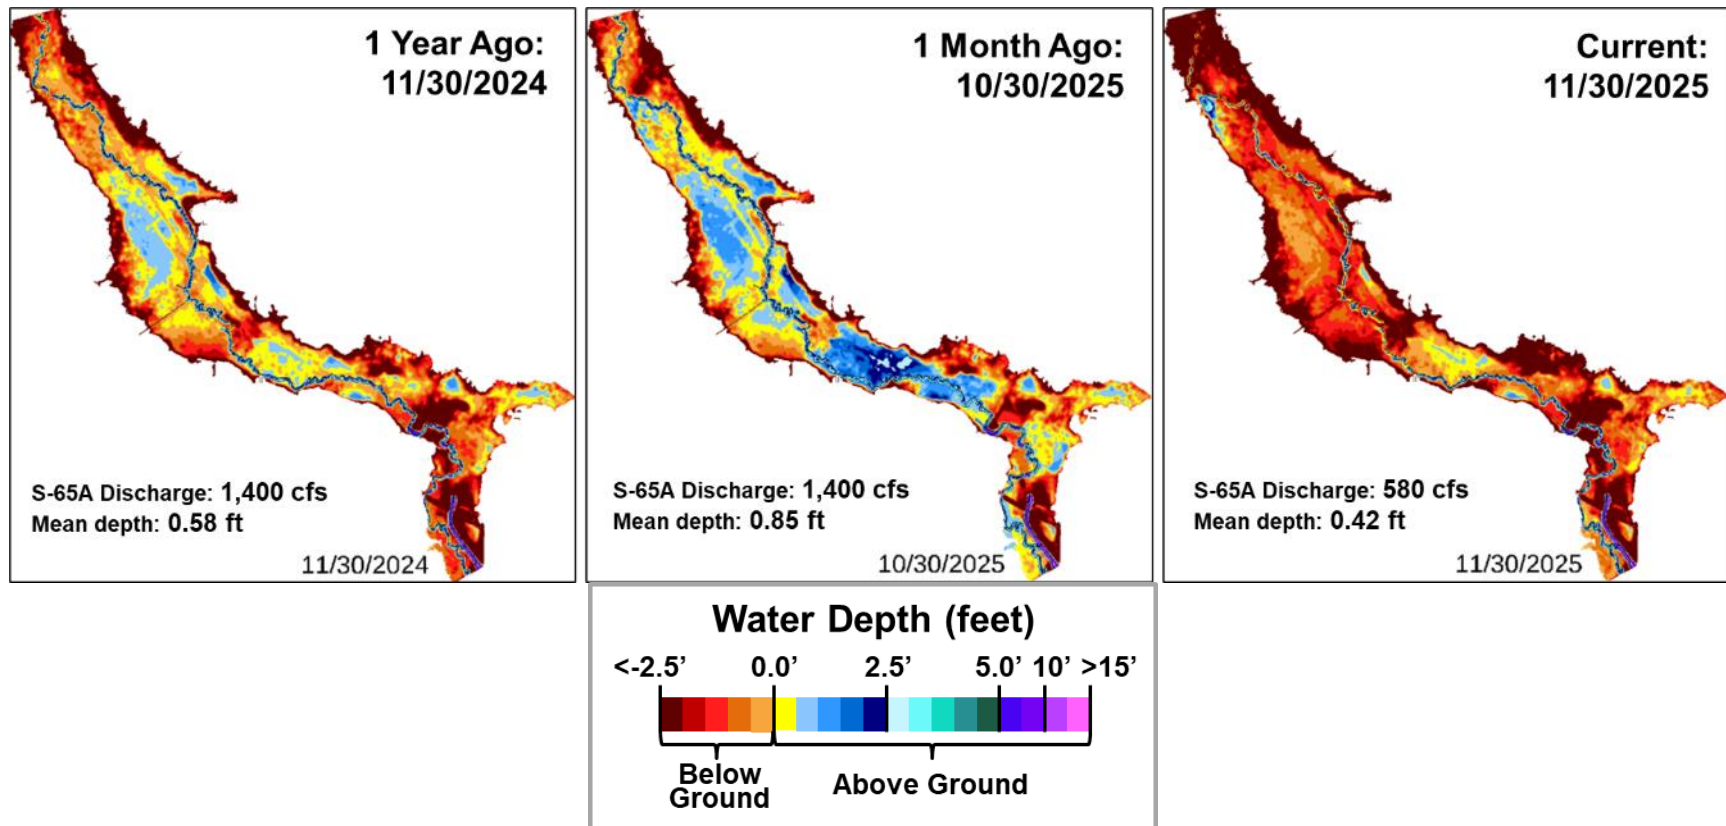 1 Year Ago:
11/30/2024
S-65A Discharge: 1,400 cfs
Mean depth: 0.58 ft
11/30/2024
1 Month Ago:
10/30/2025
S-65A Discharge: 1,400 cfs
Mean depth: 0.85 ft
10/30/2025
Current:
11/30/2025
S-65A Discharge: 580 cfs
Mean depth: 0.42 ft
11/30/2025
Water Depth (feet)
<-2.5' 0.0' 2.5' 5.0' 10' >15'
Below
Ground
Above Ground